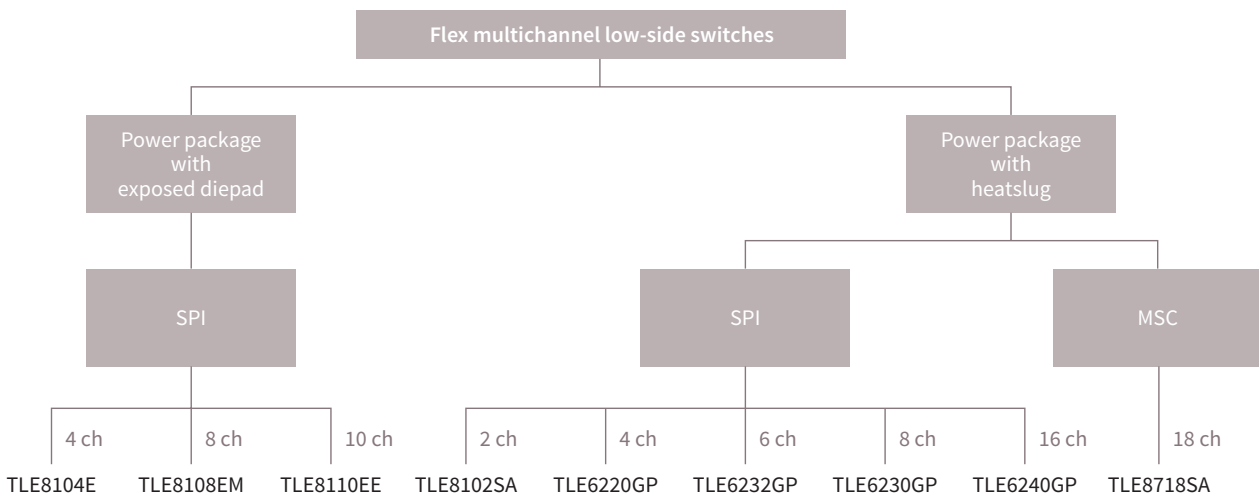 Flex multichannel low-side switches
Power package
with
exposed diepad
Power package
with
heatslug
SPI
SPI
MSC
4 ch
8 ch
10 ch
2 ch
4 ch
6 ch
8 ch
16 ch
18 ch
TLE8104E
TLE8108EM
TLE8110EE
TLE8102SA
TLE6220GP
TLE6232GP
TLE6230GP
TLE6240GP
TLE8718SA